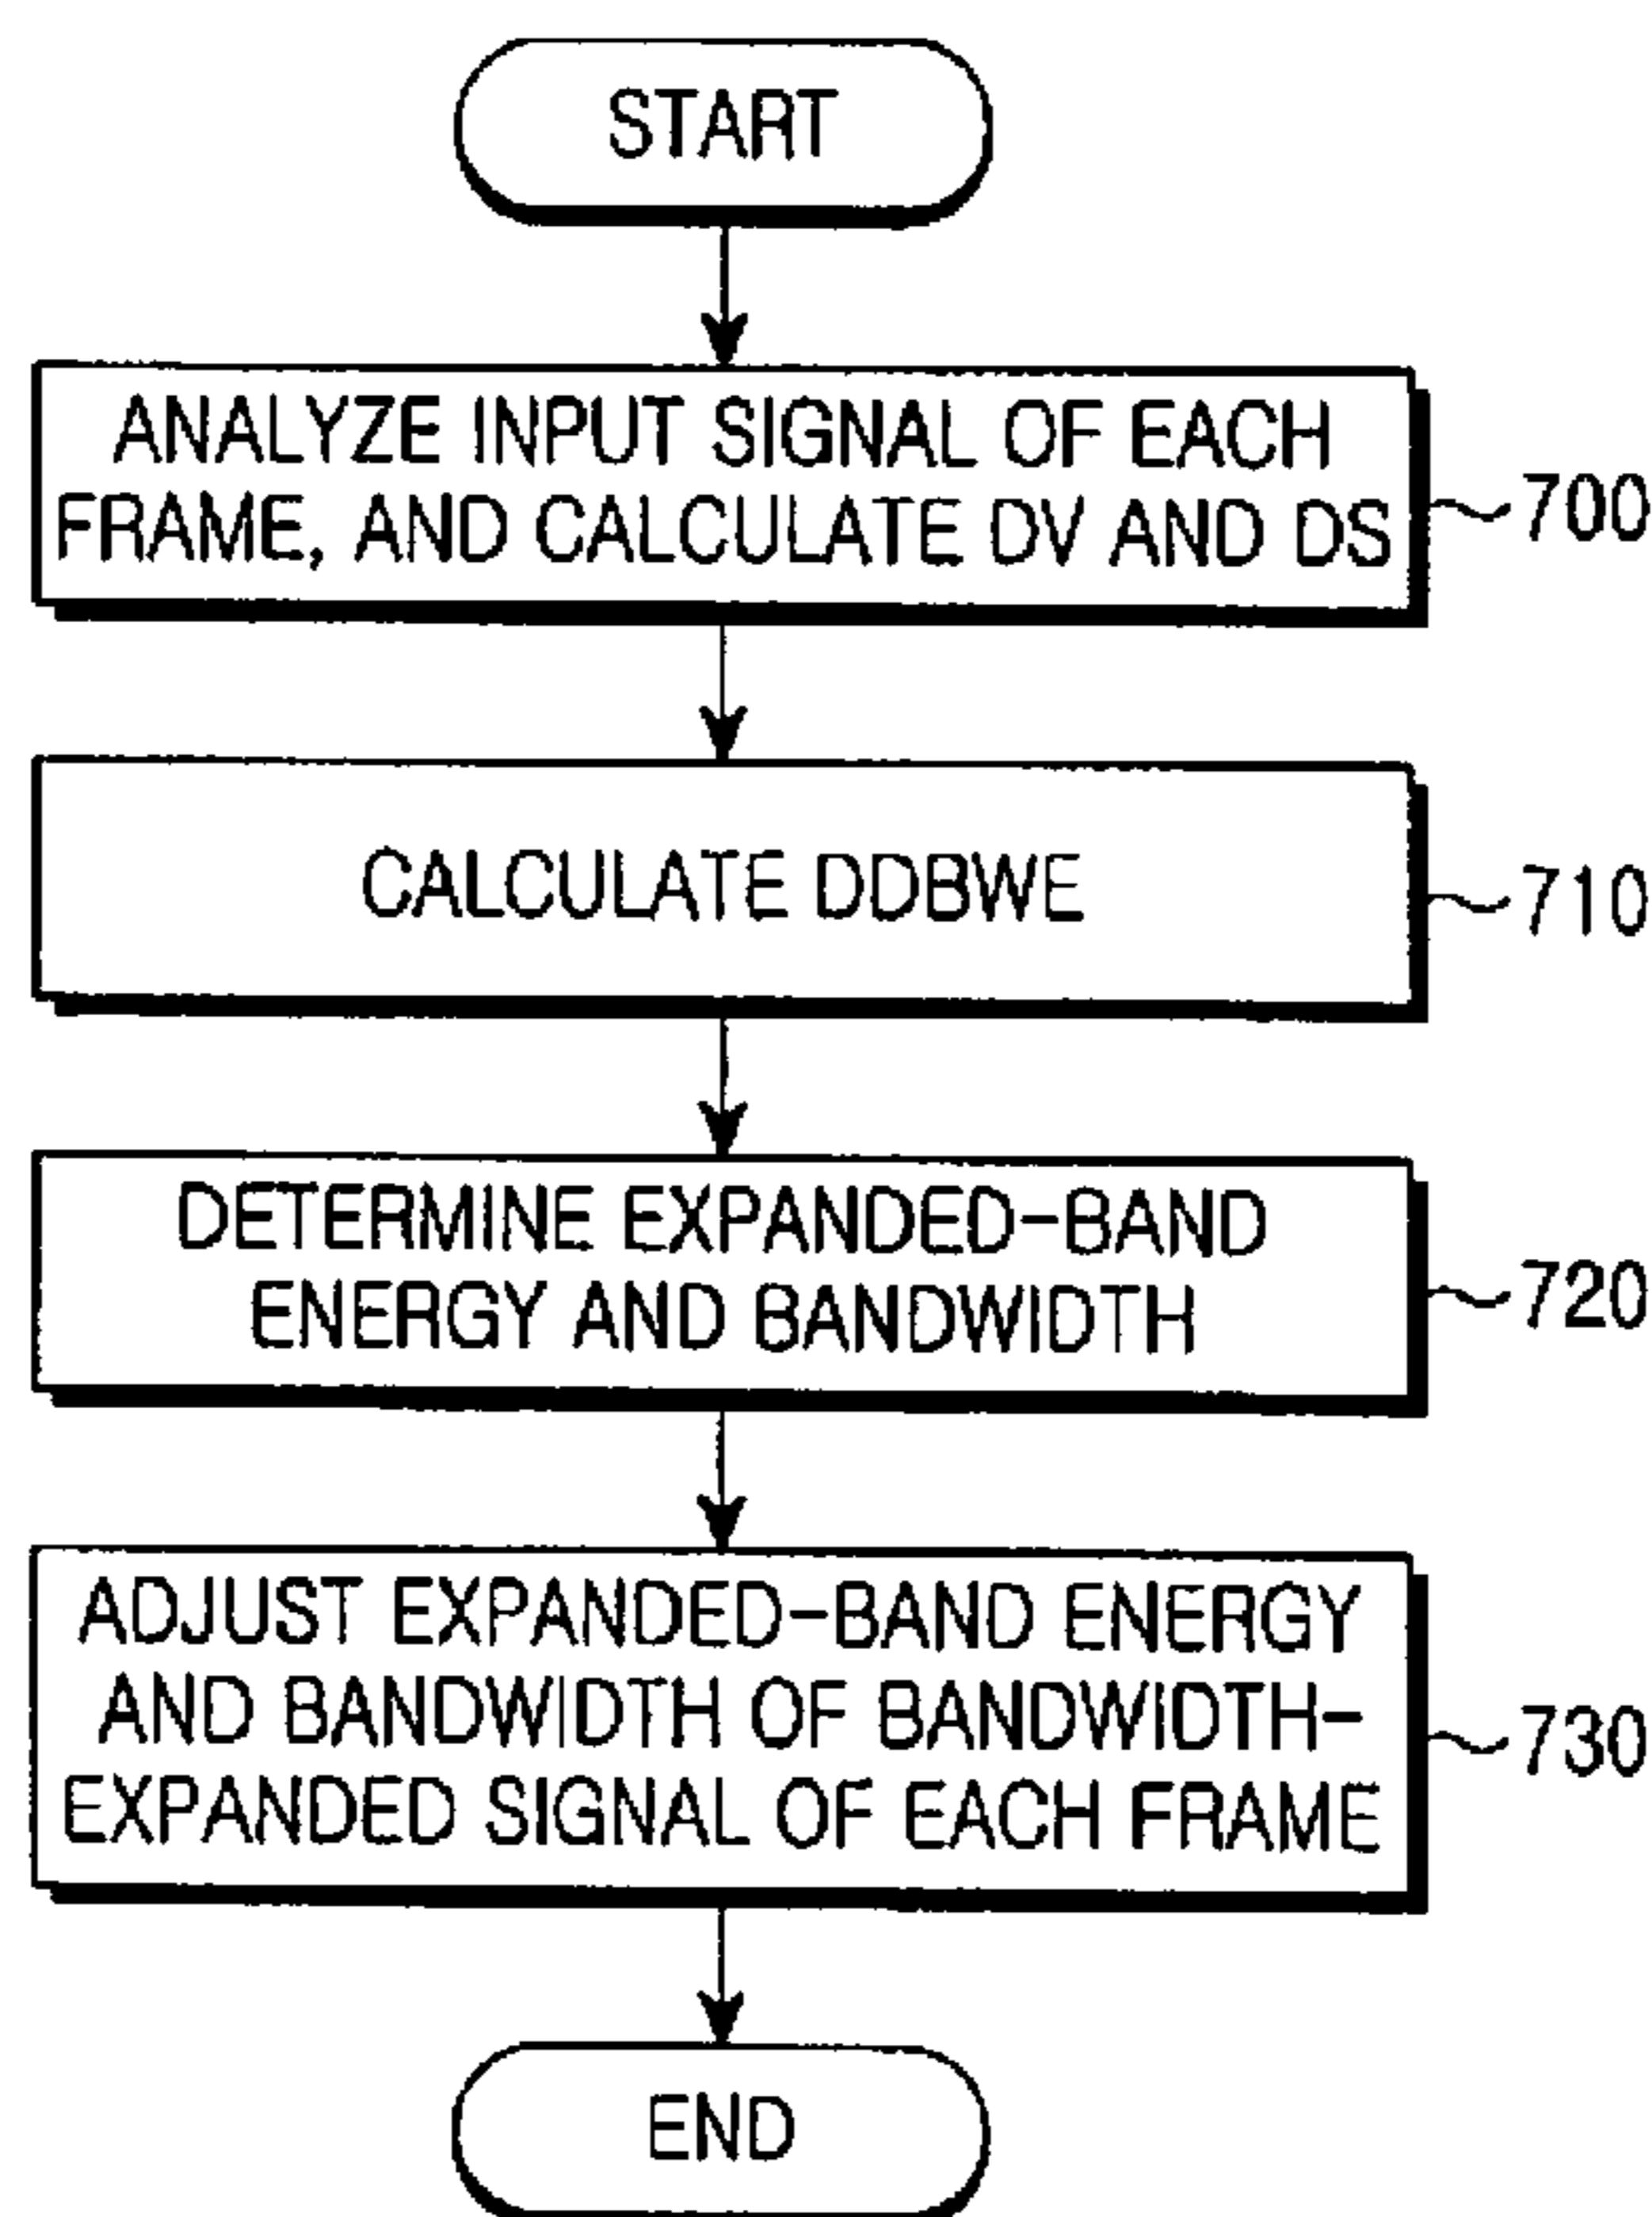 START
ANALYZE INPUT SIGNAL OF EACH
FRAME, AND CALCULATE DV AND DS
700
CALCULATE DDBWE
710
DETERMINE EXPANDED-BAND
ENERGY AND BANDWIDTH
720
ADJUST EXPANDED-BAND ENERGY
AND BANDWIDTH OF BANDWIDTH-
EXPANDED SIGNAL OF EACH FRAME
730
END